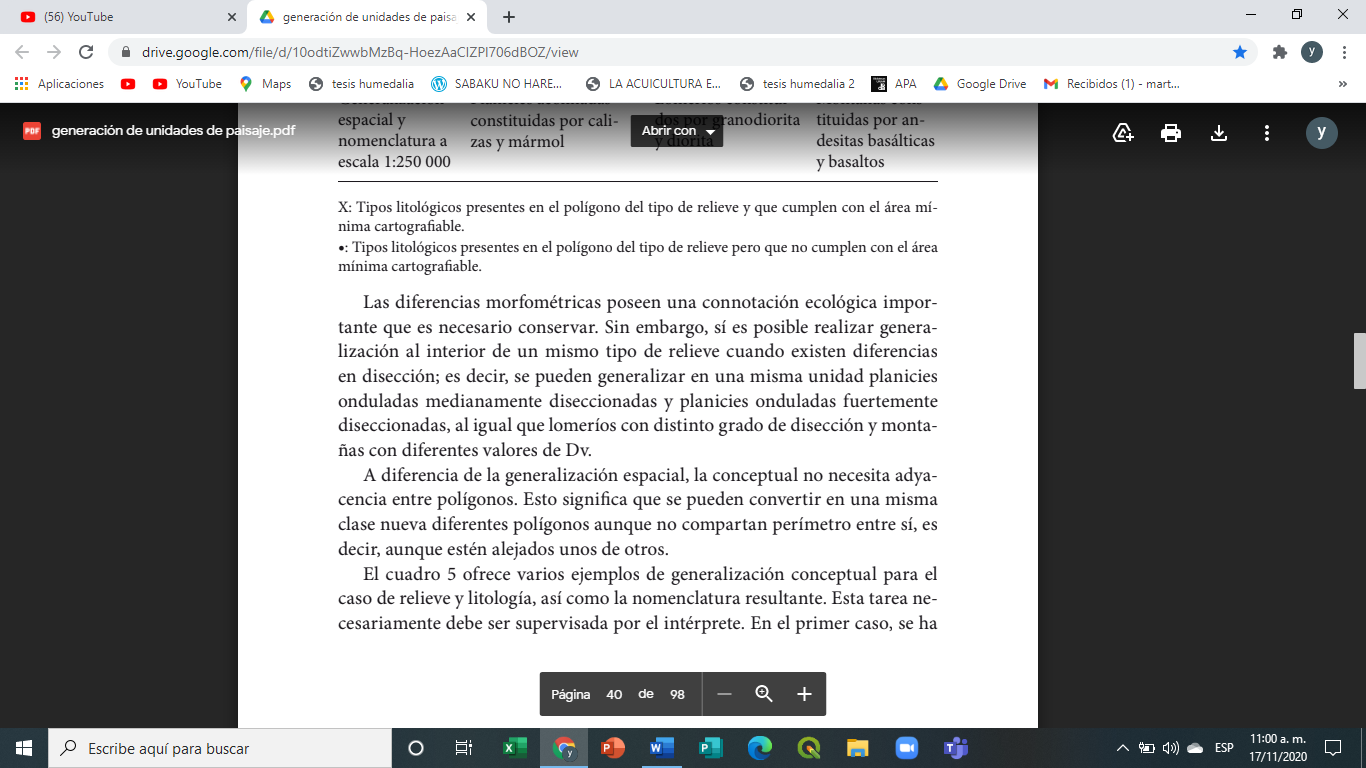 (56) YouTube
generación de unidades de paisa
drive.google.com/file/d/10odtiZwwbMzBq-HoezAaCIZPl706dBOZ/view
y
Aplicaciones
YouTube
Maps
tesis humedalia
SABAKU NO HARE...
LA ACUICULTURA E...
tesis humedalia 2
APA
Google Drive
Recibidos (1) - mart...
»
PDF
generación de unidades de paisaje.pdf
Abrir con
y
espacial y
nomenclatura a
escala 1:250 000
constituidas por cali-
zas y mármol
dos por granodiorita
y diorita
tituidas por an-
desitas basálticas
y basaltos
X: Tipos litológicos presentes en el polígono del tipo de relieve y que cumplen con el área mí-
nima cartografiable.
•: Tipos litológicos presentes en el polígono del tipo de relieve pero que no cumplen con el área
mínima cartografiable.
Las diferencias morfométricas poseen una connotación ecológica impor-
tante que es necesario conservar. Sin embargo, sí es posible realizar genera-
lización al interior de un mismo tipo de relieve cuando existen diferencias
en disección; es decir, se pueden generalizar en una misma unidad planicies
onduladas medianamente diseccionadas y planicies onduladas fuertemente
diseccionadas, al igual que lomeríos con distinto grado de disección y monta-
ñas con diferentes valores de Dv.
A diferencia de la generalización espacial, la conceptual no necesita adya-
cencia entre polígonos. Esto significa que se pueden convertir en una misma
clase nueva diferentes polígonos aunque no compartan perímetro entre sí, es
decir, aunque estén alejados unos de otros.
El cuadro 5 ofrece varios ejemplos de generalización conceptual para el
caso de relieve y litología, así como la nomenclatura resultante. Esta tarea ne-
cesariamente debe ser supervisada por el intérprete. En el primer caso, se ha
Página 40 de 98
Escribe aquí para buscar
ESP
11:00 a. m.
17/11/2020